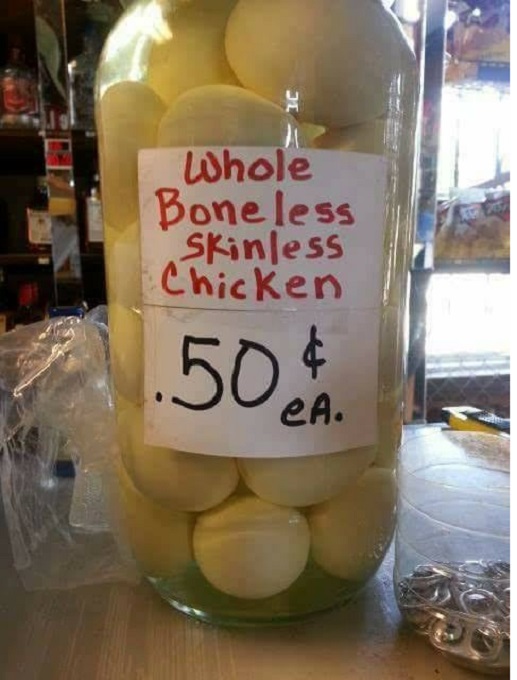 Whole
Boneless
Skinless
Chicken
.50 ¢
eA.